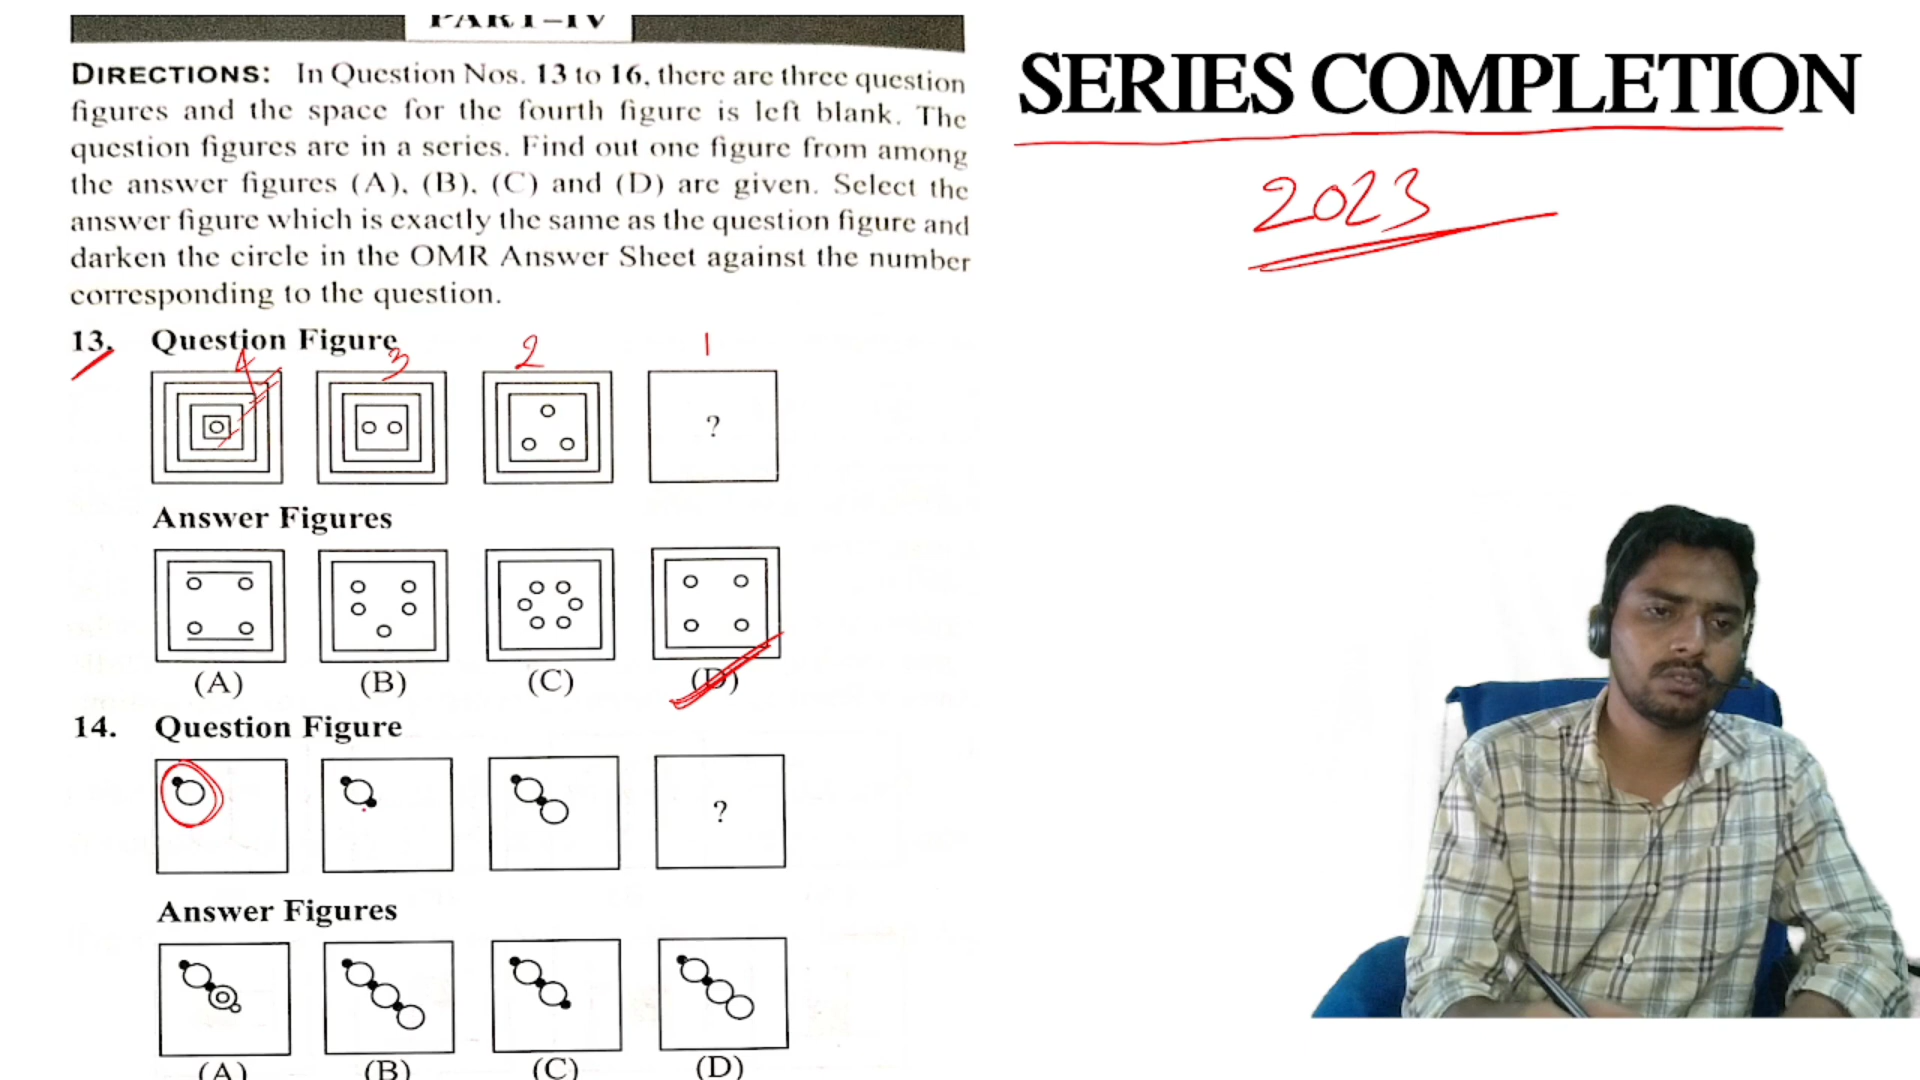 PART–IV
DIRECTIONS: In Question Nos. 13 to 16, there are three question
figures and the space for the fourth figure is left blank. The
question figures are in a series. Find out one figure from among
the answer figures (A), (B), (C) and (D) are given. Select the
answer figure which is exactly the same as the question figure and
darken the circle in the OMR Answer Sheet against the number
corresponding to the question.
13. Question Figure
4 3 2 1
?
Answer Figures
(A) (B) (C) (D)
14. Question Figure
?
Answer Figures
(A) (B) (C) (D)
SERIES COMPLETION
2023